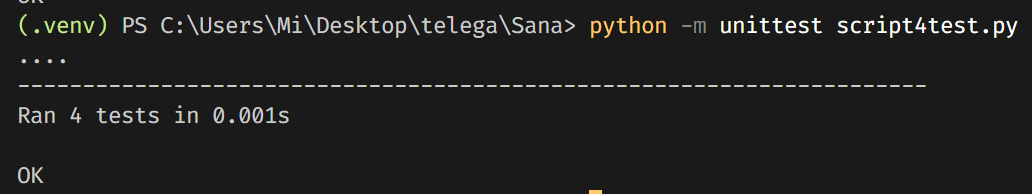 OK
(.venv) PS C:\Users\Mi\Desktop\telega\Sana> python -m unittest script4test.py
....
----------------------------------------------------------------------
Ran 4 tests in 0.001s
OK